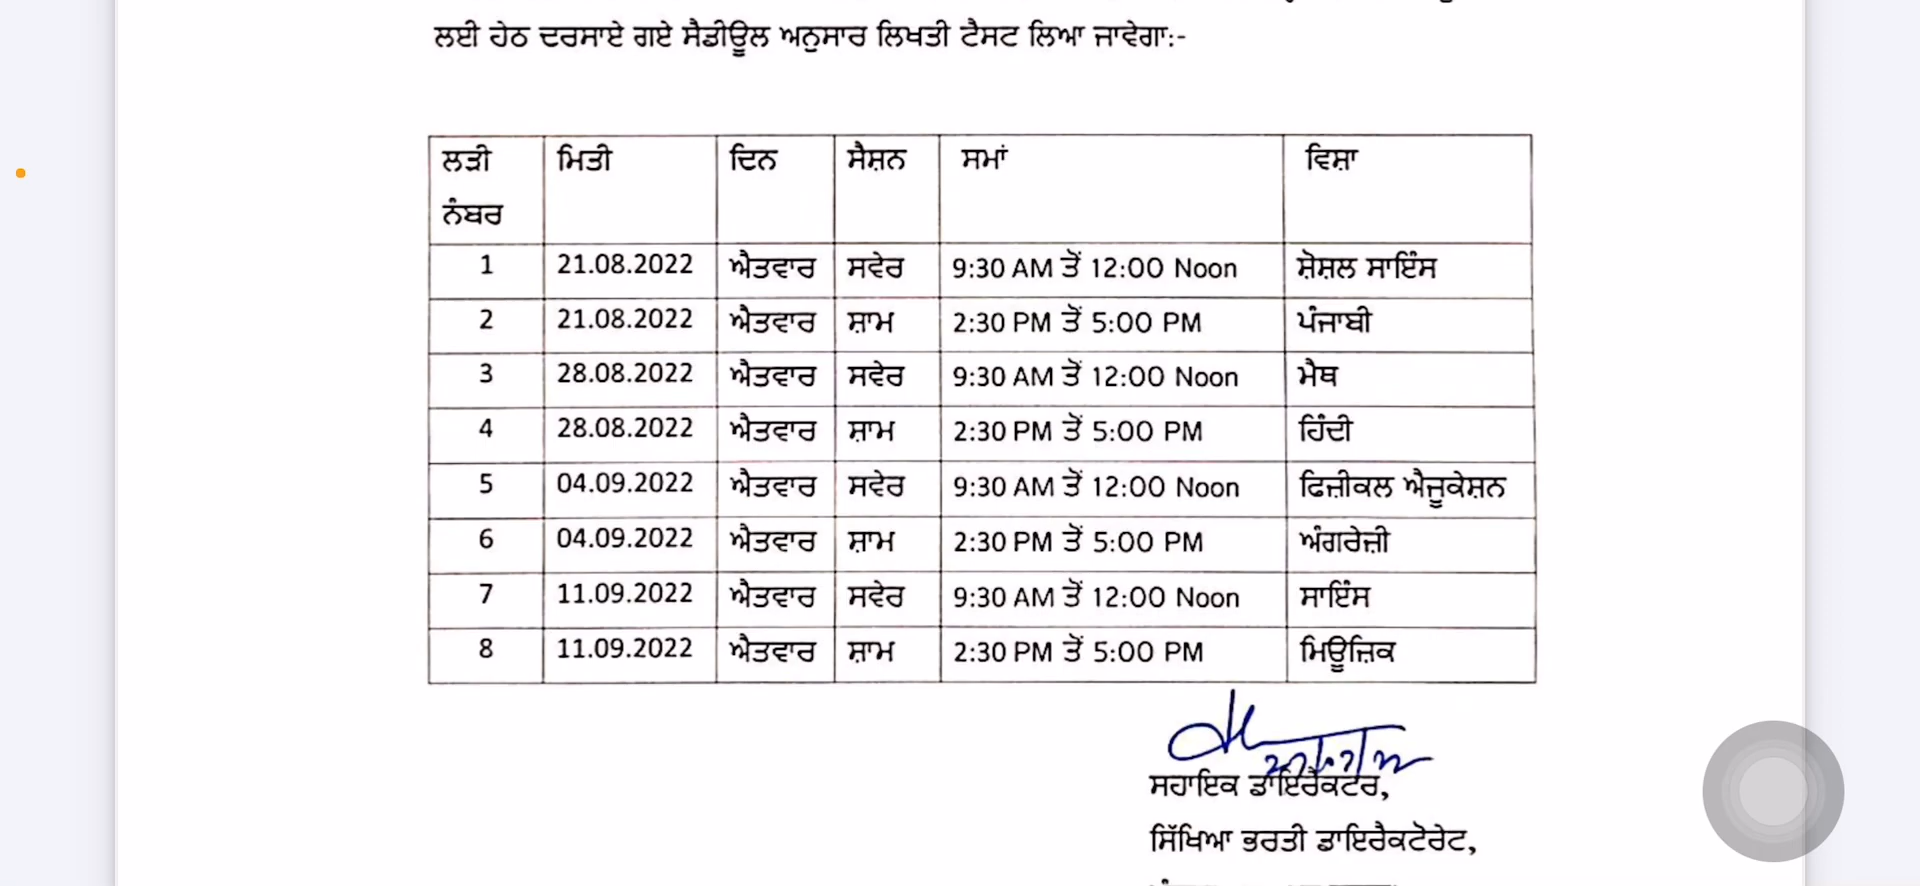 ਲਈ ਹੇਠ ਦਰਸਾਏ ਗਏ ਸੈਡੀਊਲ ਅਨੁਸਾਰ ਲਿਖਤੀ ਟੈਸਟ ਲਿਆ ਜਾਵੇਗਾ:-
ਲੜੀ ਨੰਬਰ ਮਿਤੀ ਦਿਨ ਸੈਸ਼ਨ ਸਮਾਂ ਵਿਸ਼ਾ
1 21.08.2022 ਐਤਵਾਰ ਸਵੇਰ 9:30 AM ਤੋਂ 12:00 Noon ਸ਼ੋਸ਼ਲ ਸਾਇੰਸ
2 21.08.2022 ਐਤਵਾਰ ਸ਼ਾਮ 2:30 PM ਤੋਂ 5:00 PM ਪੰਜਾਬੀ
3 28.08.2022 ਐਤਵਾਰ ਸਵੇਰ 9:30 AM ਤੋਂ 12:00 Noon ਮੈਥ
4 28.08.2022 ਐਤਵਾਰ ਸ਼ਾਮ 2:30 PM ਤੋਂ 5:00 PM ਹਿੰਦੀ
5 04.09.2022 ਐਤਵਾਰ ਸਵੇਰ 9:30 AM ਤੋਂ 12:00 Noon ਫਿਜ਼ੀਕਲ ਐਜੂਕੇਸ਼ਨ
6 04.09.2022 ਐਤਵਾਰ ਸ਼ਾਮ 2:30 PM ਤੋਂ 5:00 PM ਅੰਗਰੇਜ਼ੀ
7 11.09.2022 ਐਤਵਾਰ ਸਵੇਰ 9:30 AM ਤੋਂ 12:00 Noon ਸਾਇੰਸ
8 11.09.2022 ਐਤਵਾਰ ਸ਼ਾਮ 2:30 PM ਤੋਂ 5:00 PM ਮਿਊਜ਼ਿਕ
ਸਹਾਇਕ ਡਾਇਰੈਕਟਰ,
ਸਿੱਖਿਆ ਭਰਤੀ ਡਾਇਰੈਕਟੋਰੇਟ,